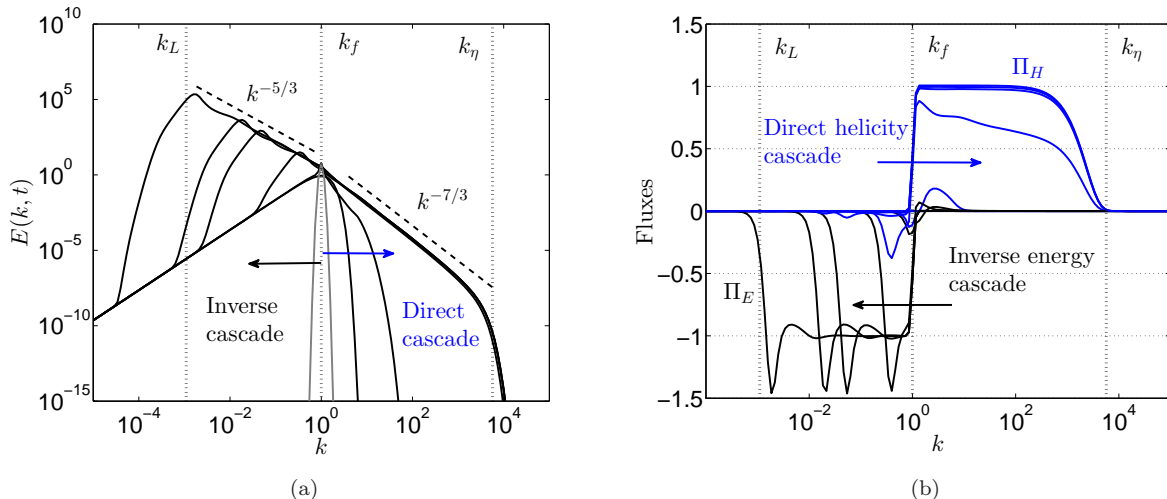 10^{10}
10^5
10^0
10^{-5}
10^{-10}
10^{-15}
E(k, t)
k_L
k_f
k_η
k^{-5/3}
k^{-7/3}
Inverse
cascade
Direct
cascade
10^{-4}
10^{-2}
10^0
10^2
10^4
k
(a)
1.5
1
0.5
0
-0.5
-1
-1.5
Fluxes
k_L
k_f
k_η
Π_H
Direct helicity
cascade
Inverse energy
cascade
Π_E
10^{-2}
10^0
10^2
10^4
k
(b)